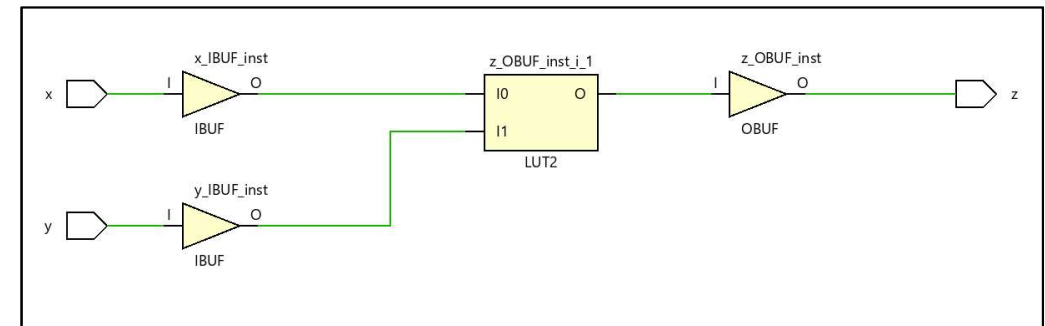 x_IBUF_inst
z_OBUF_inst_i_1
z_OBUF_inst
x
I
O
I0
O
I
O
z
IBUF
I1
OBUF
LUT2
y_IBUF_inst
y
I
O
IBUF